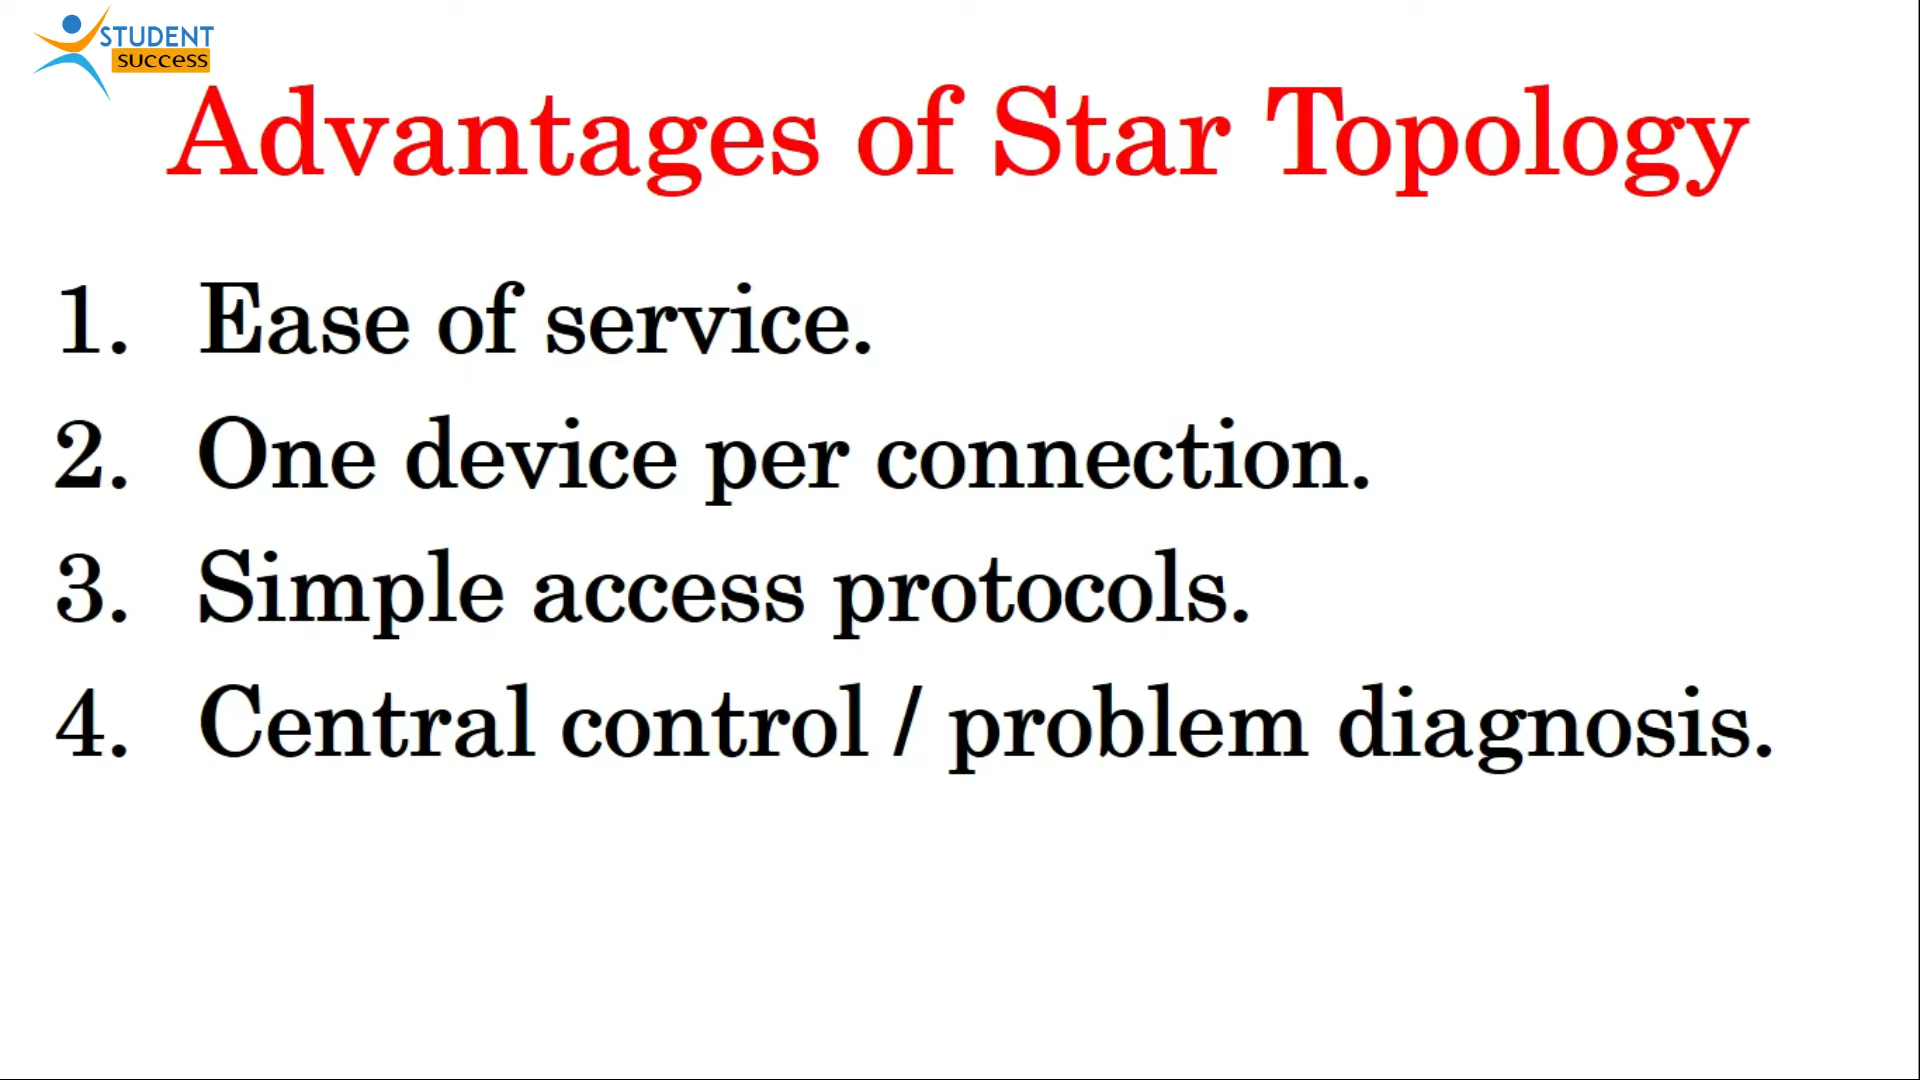 STUDENT
success
Advantages of Star Topology
1. Ease of service.
2. One device per connection.
3. Simple access protocols.
4. Central control / problem diagnosis.